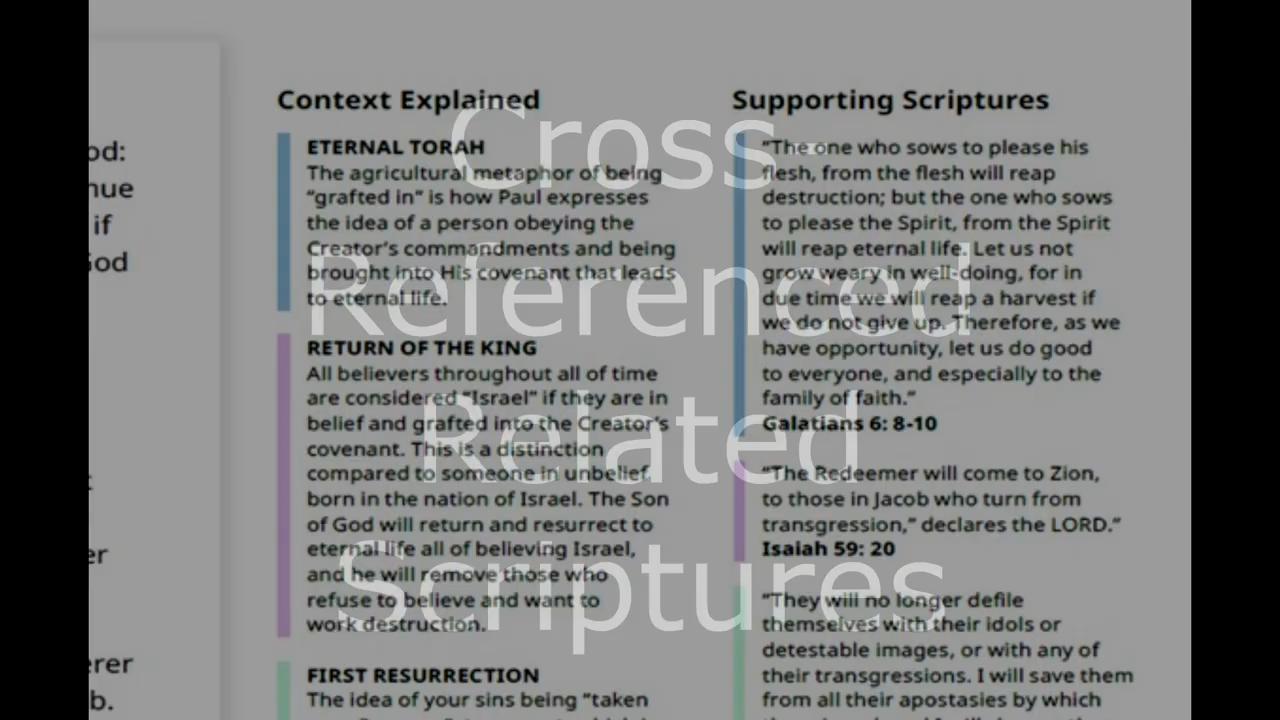 od:
nue
if
God
er
erer
b.
Context Explained
ETERNAL TORAH
The agricultural metaphor of being
“grafted in” is how Paul expresses
the idea of a person obeying the
Creator’s commandments and being
brought into His covenant that leads
to eternal life.
RETURN OF THE KING
All believers throughout all of time
are considered “Israel” if they are in
belief and grafted into the Creator’s
covenant. This is a distinction
compared to someone in unbelief,
born in the nation of Israel. The Son
of God will return and resurrect to
eternal life all of believing Israel,
and he will remove those who
refuse to believe and want to
work destruction.
FIRST RESURRECTION
The idea of your sins being “taken
Supporting Scriptures
“The one who sows to please his
flesh, from the flesh will reap
destruction; but the one who sows
to please the Spirit, from the Spirit
will reap eternal life. Let us not
grow weary in well-doing, for in
due time we will reap a harvest if
we do not give up. Therefore, as we
have opportunity, let us do good
to everyone, and especially to the
family of faith.”
Galatians 6: 8-10
“The Redeemer will come to Zion,
to those in Jacob who turn from
transgression,” declares the LORD.”
Isaiah 59: 20
“They will no longer defile
themselves with their idols or
detestable images, or with any of
their transgressions. I will save them
from all their apostasies by which
Cross-
Referenced
Related
Scriptures